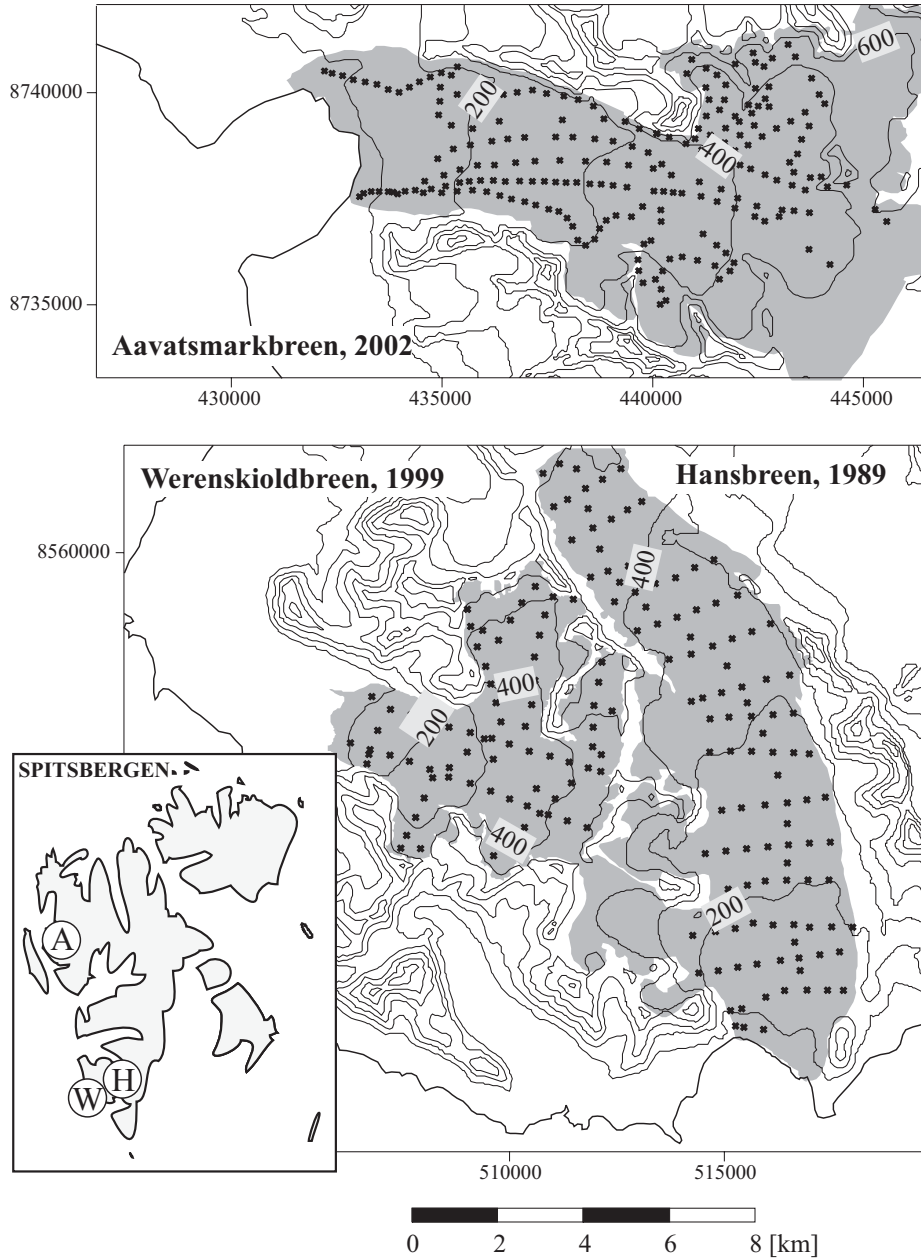 600
8740000
200
400
8735000
Aavatsmarkbreen, 2002
430000 435000 440000 445000
Werenskioldbreen, 1999 Hansbreen, 1989
8560000
400
400
200
400
200
SPITSBERGEN
A
H
W
510000 515000
0 2 4 6 8 [km]